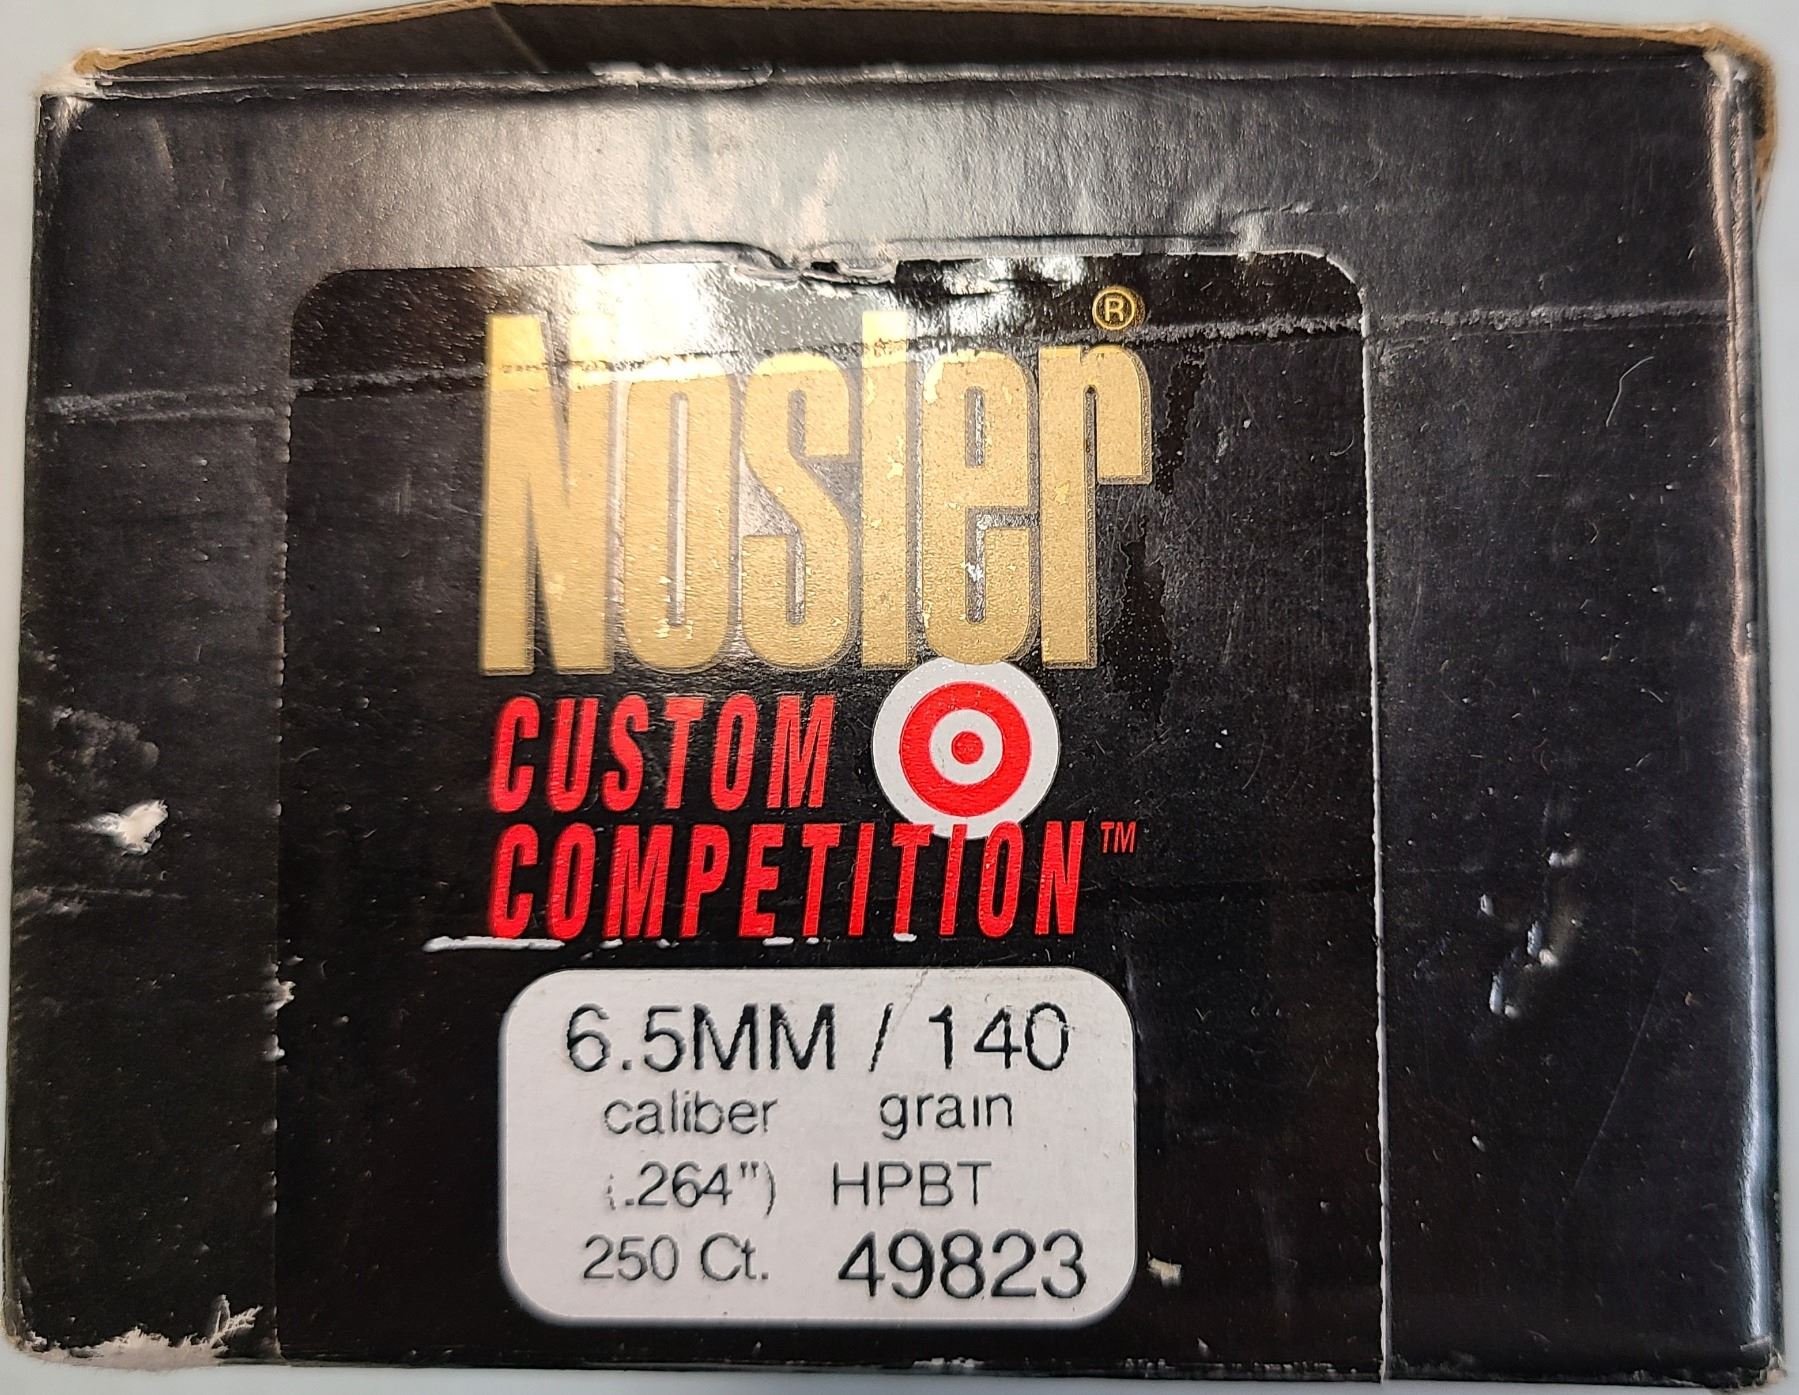 Nosler®
CUSTOM
COMPETITION™
6.5MM / 140
caliber grain
(.264") HPBT
250 Ct. 49823